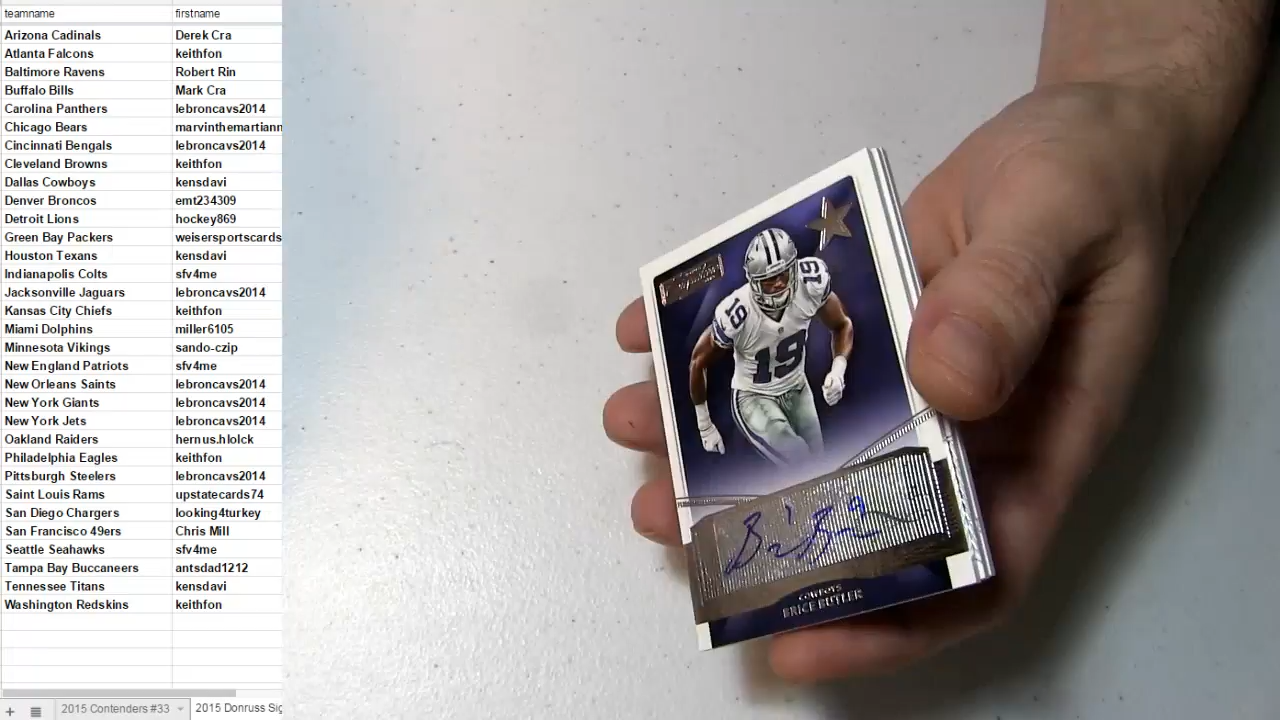 teamname firstname
Arizona Cadinals Derek Cra
Atlanta Falcons keithfon
Baltimore Ravens Robert Rin
Buffalo Bills Mark Cra
Carolina Panthers lebroncavs2014
Chicago Bears marvinthemartiann
Cincinnati Bengals lebroncavs2014
Cleveland Browns keithfon
Dallas Cowboys kensdavi
Denver Broncos emt234309
Detroit Lions hockey869
Green Bay Packers weisersportscards
Houston Texans kensdavi
Indianapolis Colts sfv4me
Jacksonville Jaguars lebroncavs2014
Kansas City Chiefs keithfon
Miami Dolphins miller6105
Minnesota Vikings sando-czip
New England Patriots sfv4me
New Orleans Saints lebroncavs2014
New York Giants lebroncavs2014
New York Jets lebroncavs2014
Oakland Raiders hernus.hlolck
Philadelphia Eagles keithfon
Pittsburgh Steelers lebroncavs2014
Saint Louis Rams upstatecards74
San Diego Chargers looking4turkey
San Francisco 49ers Chris Mill
Seattle Seahawks sfv4me
Tampa Bay Buccaneers antsdad1212
Tennessee Titans kensdavi
Washington Redskins keithfon
2015 Contenders #33 2015 Donruss Sig
19 19
19
COWBOYS
BRICE BUTLER